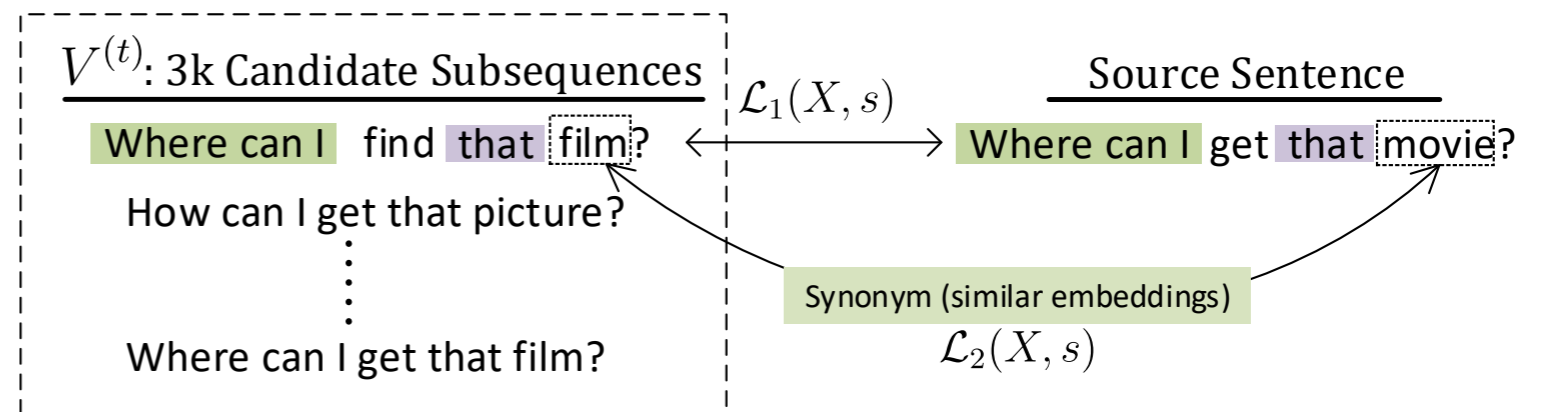 V^{(t)}: 3k Candidate Subsequences
Where can I find that film?
How can I get that picture?
Where can I get that film?
ℒ₁(X, s)
Source Sentence
Where can I get that movie?
Synonym (similar embeddings)
ℒ₂(X, s)